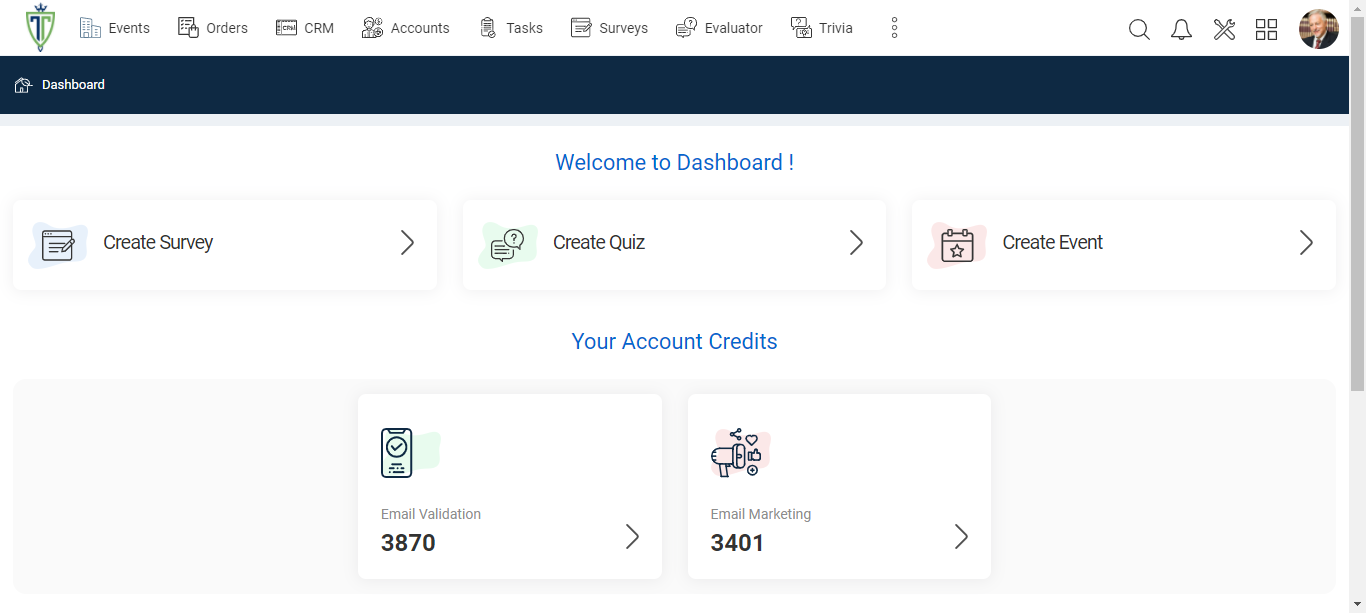 Events Orders CRM Accounts Tasks Surveys Evaluator Trivia
Dashboard
Welcome to Dashboard !
Create Survey Create Quiz Create Event
Your Account Credits
Email Validation Email Marketing
3870 3401